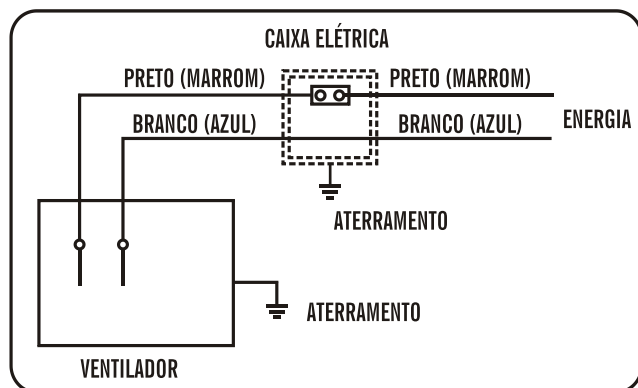 CAIXA ELÉTRICA
PRETO (MARROM)
PRETO (MARROM)
BRANCO (AZUL)
BRANCO (AZUL)
ENERGIA
ATERRAMENTO
ATERRAMENTO
VENTILADOR